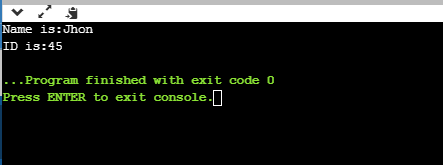 Name is:Jhon
ID is:45
...Program finished with exit code 0
Press ENTER to exit console.